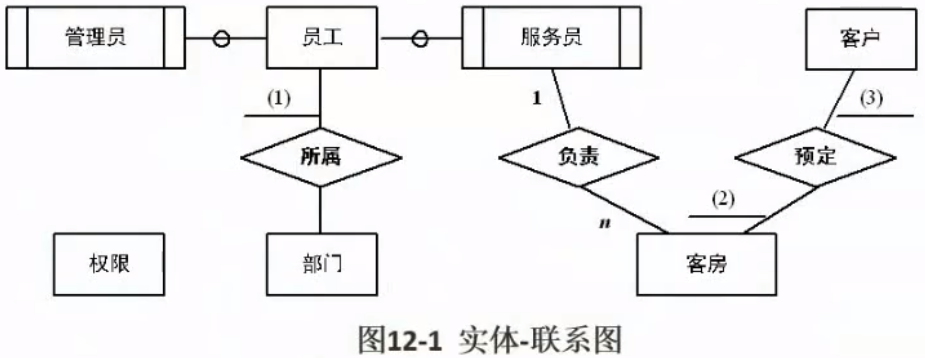 管理员 员工 服务员 客户
(1) 1 (3)
所属 负责 预定
n (2)
权限 部门 客房
图12-1 实体-联系图